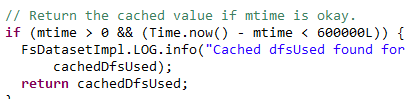 // Return the cached value if mtime is okay.
if (mtime > 0 && (Time.now() - mtime < 600000L)) {
FsDatasetImpl.LOG.info("Cached dfsUsed found for
cachedDfsUsed);
return cachedDfsUsed;
}